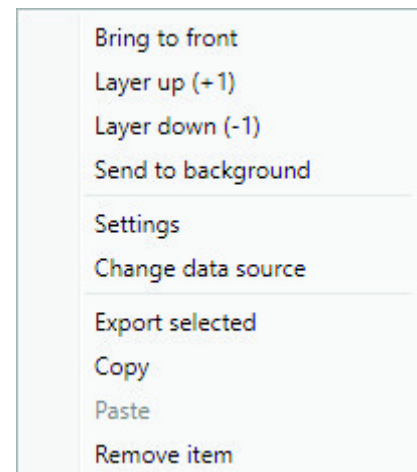 Bring to front
Layer up (+1)
Layer down (-1)
Send to background
Settings
Change data source
Export selected
Copy
Paste
Remove item